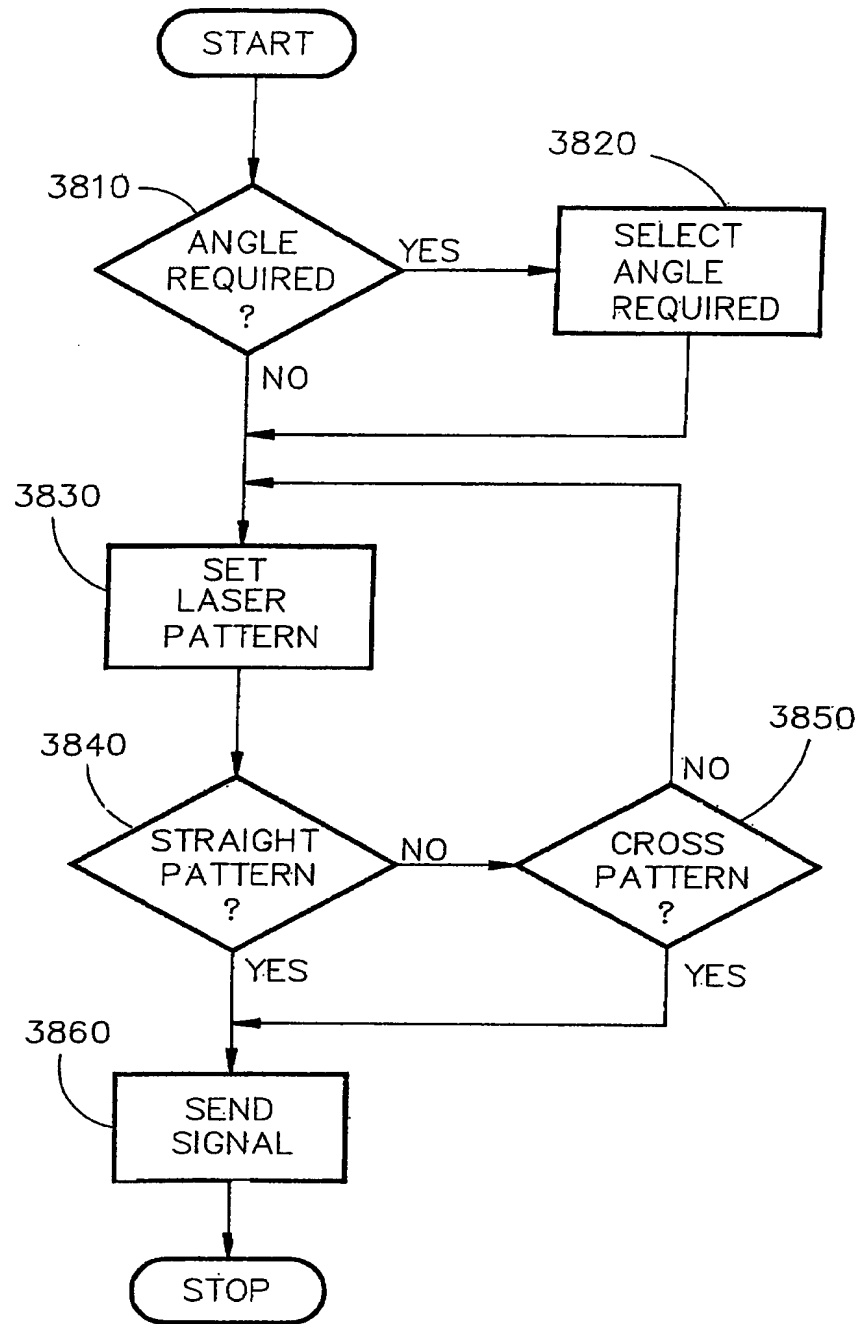 START
3810
ANGLE
REQUIRED
?
YES
3820
SELECT
ANGLE
REQUIRED
NO
3830
SET
LASER
PATTERN
3840
STRAIGHT
PATTERN
?
NO
3850
NO
CROSS
PATTERN
?
YES
YES
3860
SEND
SIGNAL
STOP